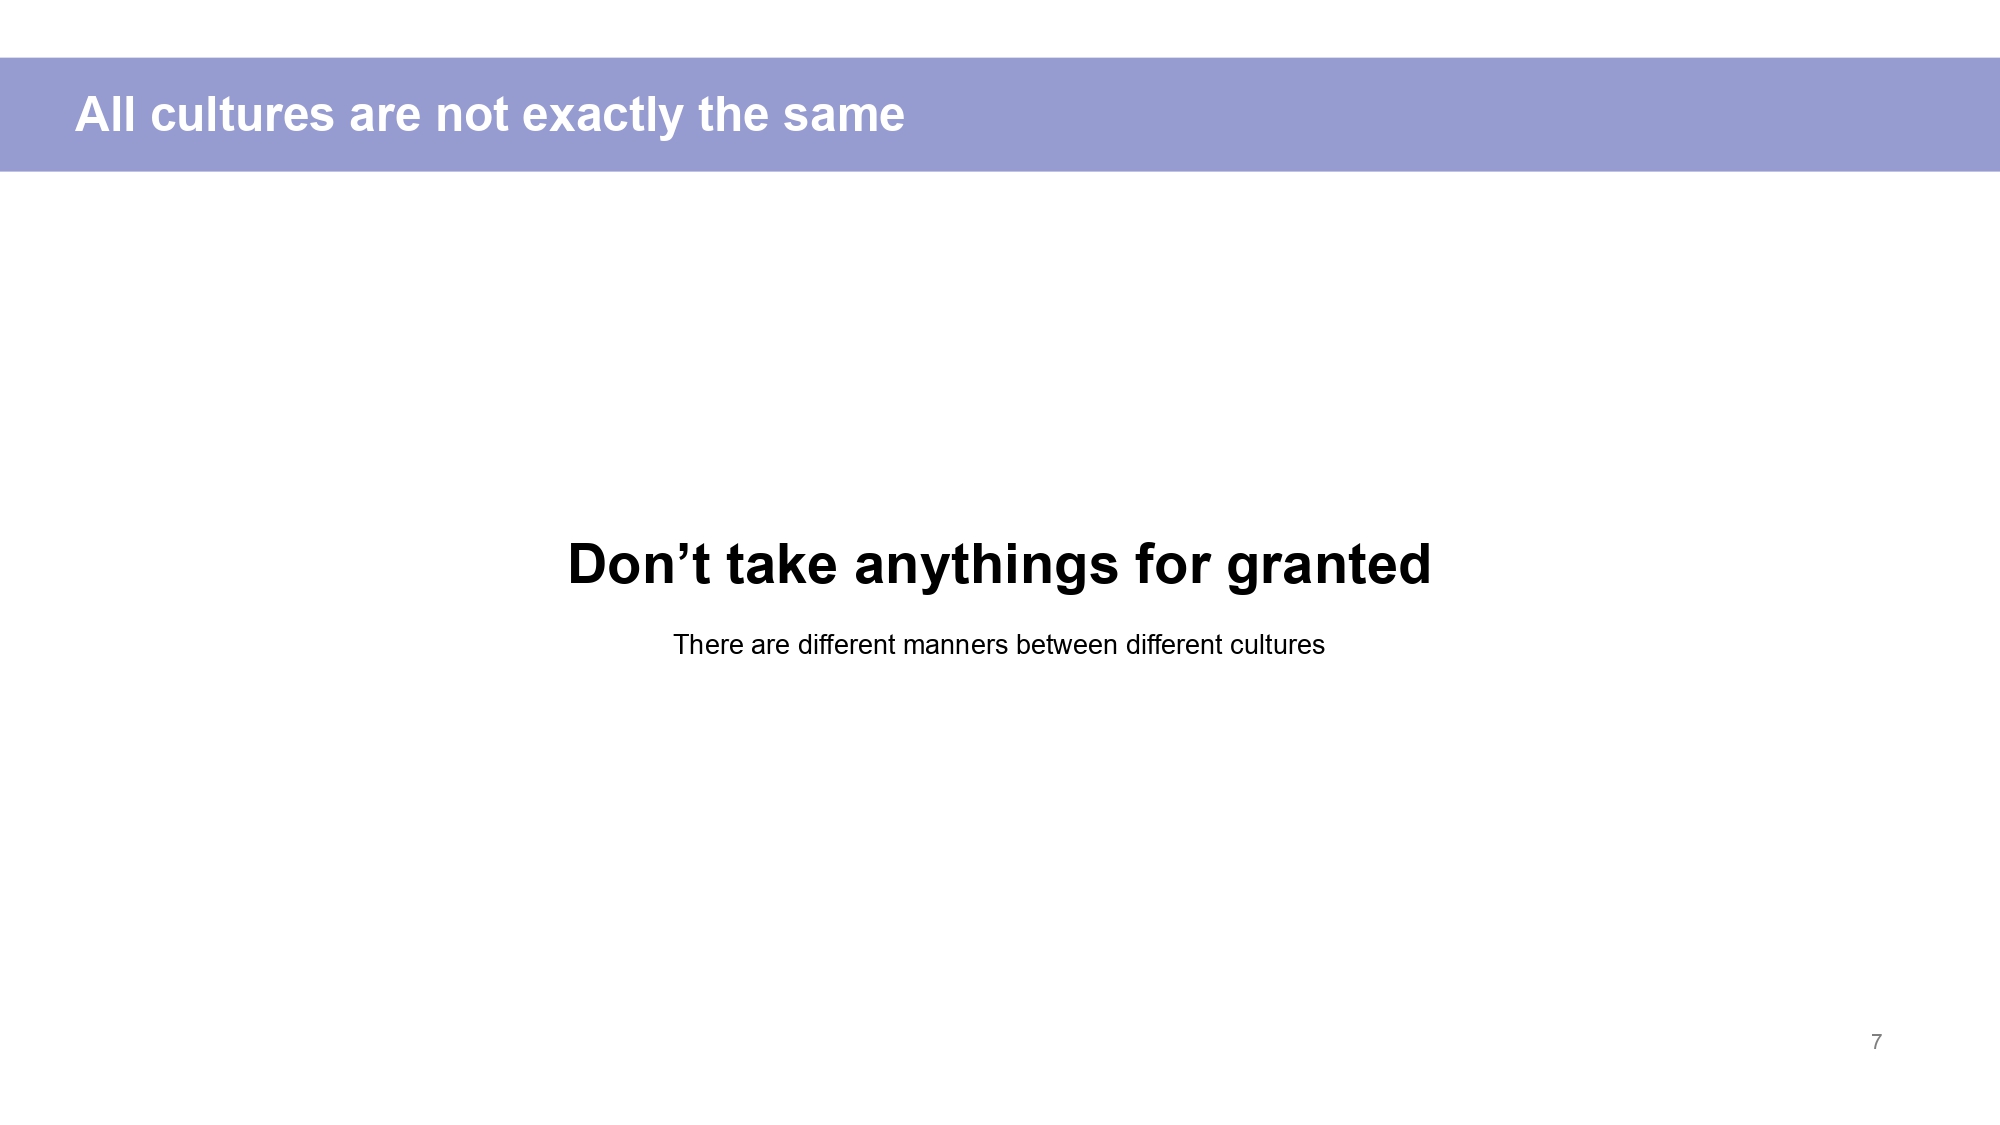 All cultures are not exactly the same
Don’t take anythings for granted
There are different manners between different cultures
7